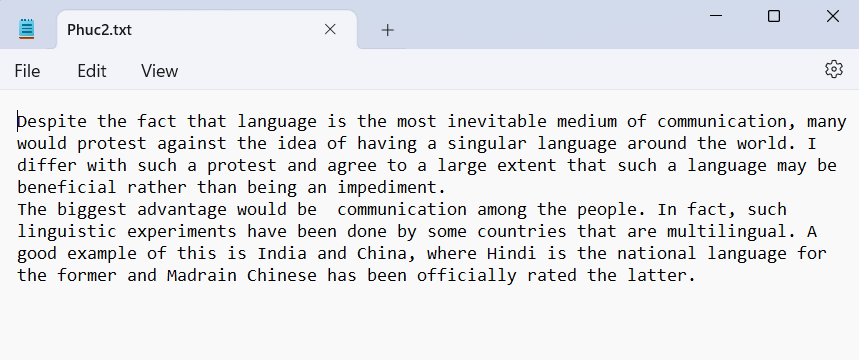 Phuc2.txt
File Edit View
Despite the fact that language is the most inevitable medium of communication, many
would protest against the idea of having a singular language around the world. I
differ with such a protest and agree to a large extent that such a language may be
beneficial rather than being an impediment.
The biggest advantage would be  communication among the people. In fact, such
linguistic experiments have been done by some countries that are multilingual. A
good example of this is India and China, where Hindi is the national language for
the former and Madrain Chinese has been officially rated the latter.